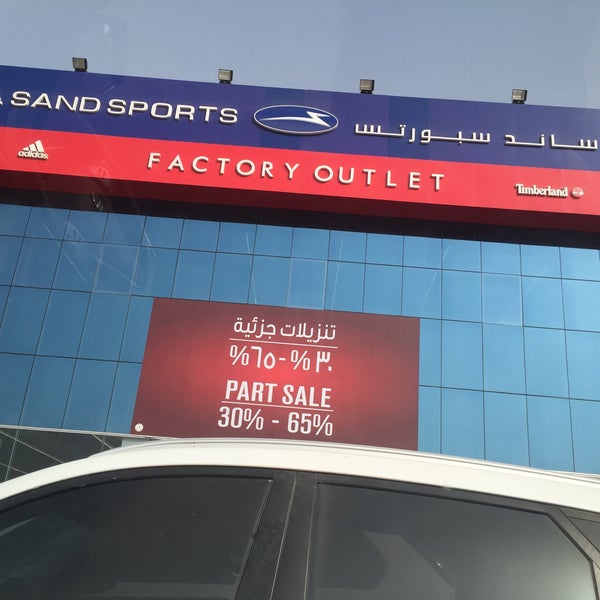 A SAND SPORTS
ساند سبورتس
adidas
FACTORY OUTLET
Timberland
تنزيلات جزئية
٣٠%-٦٥%
PART SALE
30% - 65%